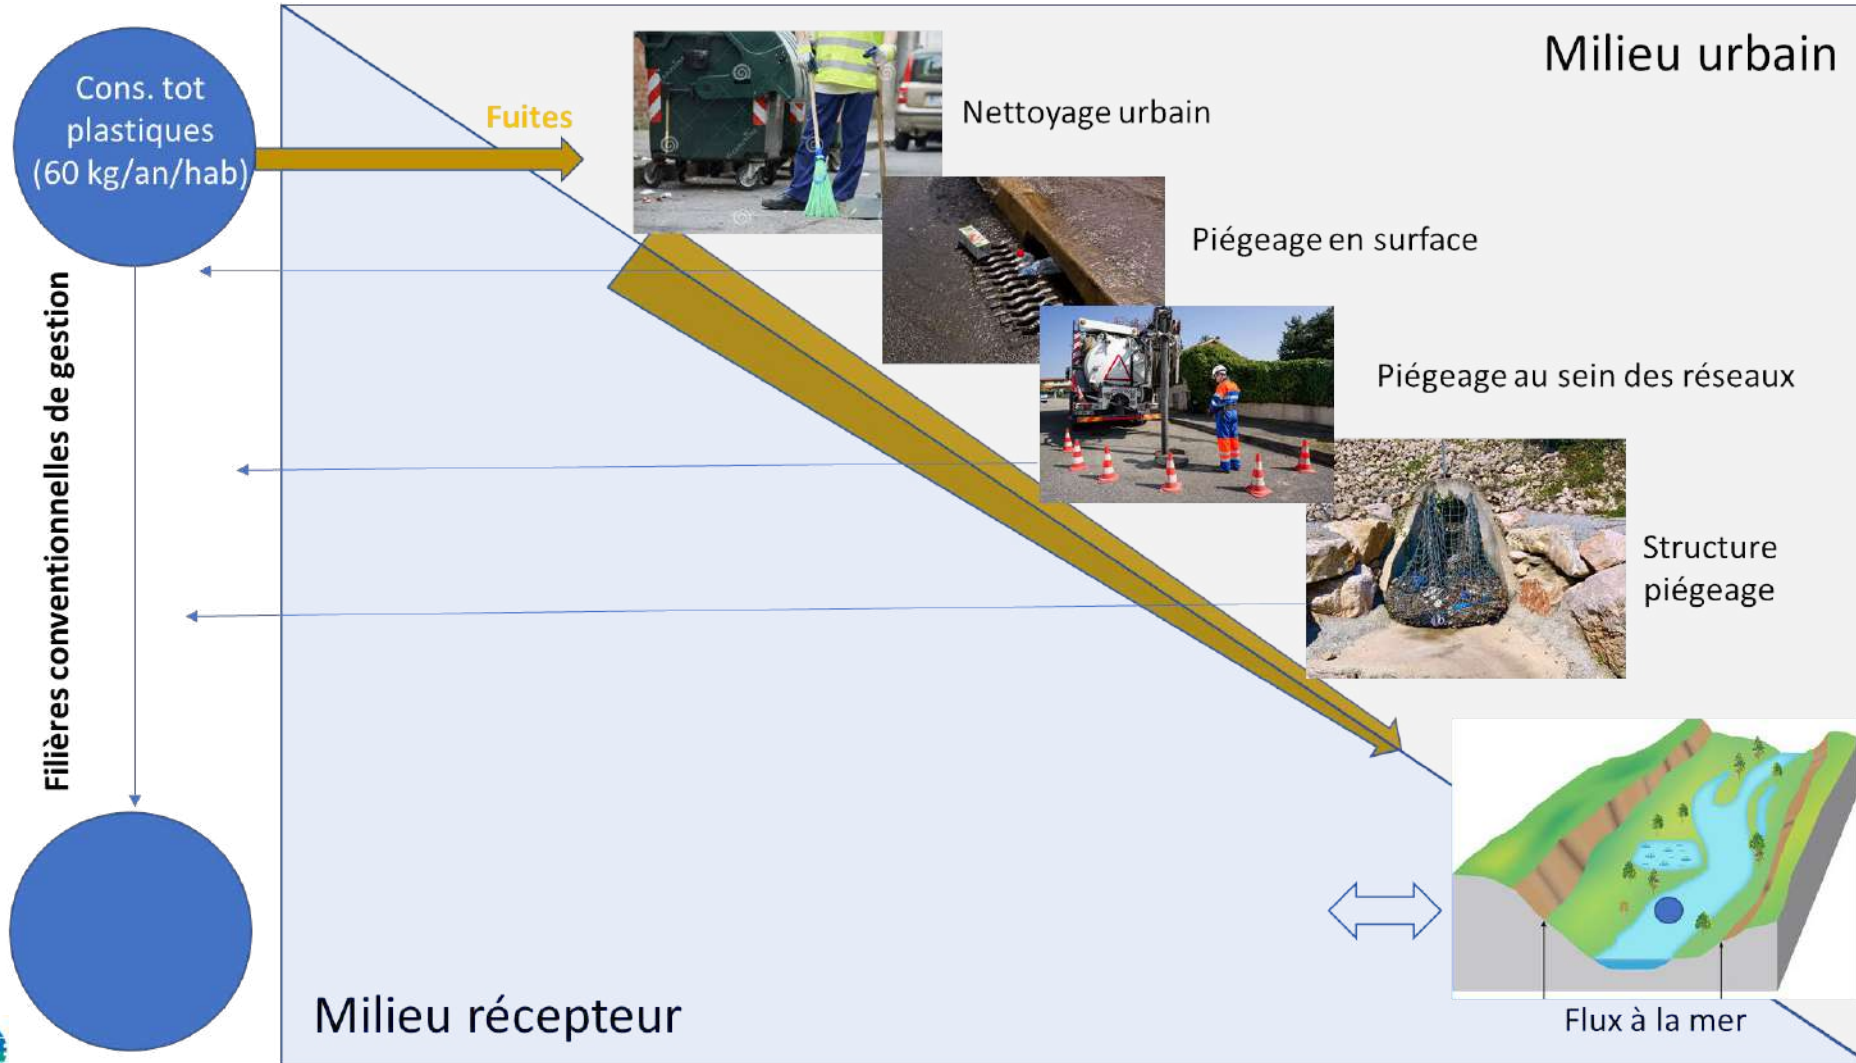 Milieu urbain
Cons. tot
plastiques
(60 kg/an/hab)
Fuites
Nettoyage urbain
Piégeage en surface
Piégeage au sein des réseaux
Structure
piégeage
Filières conventionnelles de gestion
Milieu récepteur
Flux à la mer